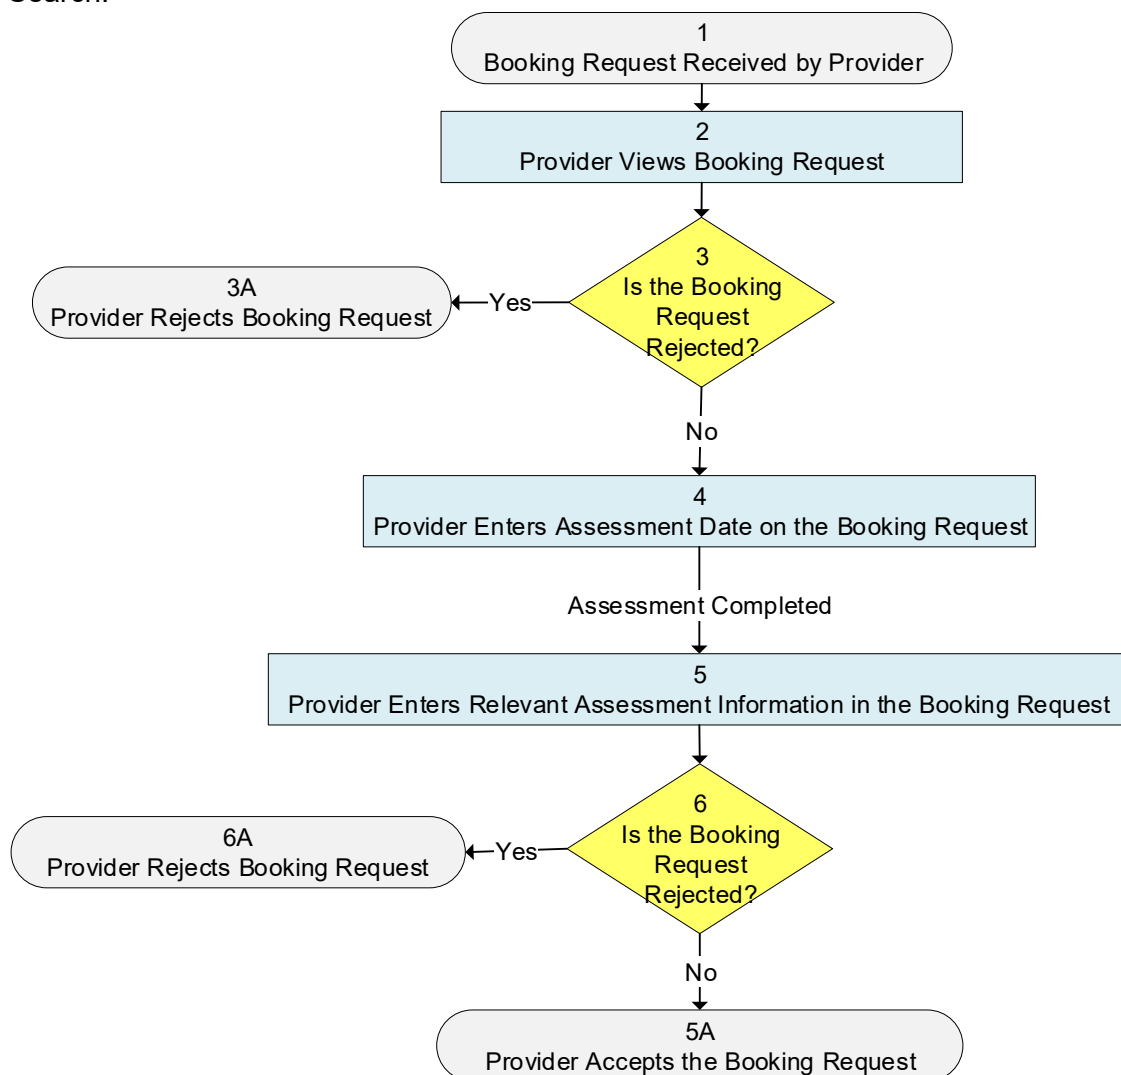 Search.
1
Booking Request Received by Provider
2
Provider Views Booking Request
3
Is the Booking
Request
Rejected?
Yes
3A
Provider Rejects Booking Request
No
4
Provider Enters Assessment Date on the Booking Request
Assessment Completed
5
Provider Enters Relevant Assessment Information in the Booking Request
6
Is the Booking
Request
Rejected?
Yes
6A
Provider Rejects Booking Request
No
5A
Provider Accepts the Booking Request